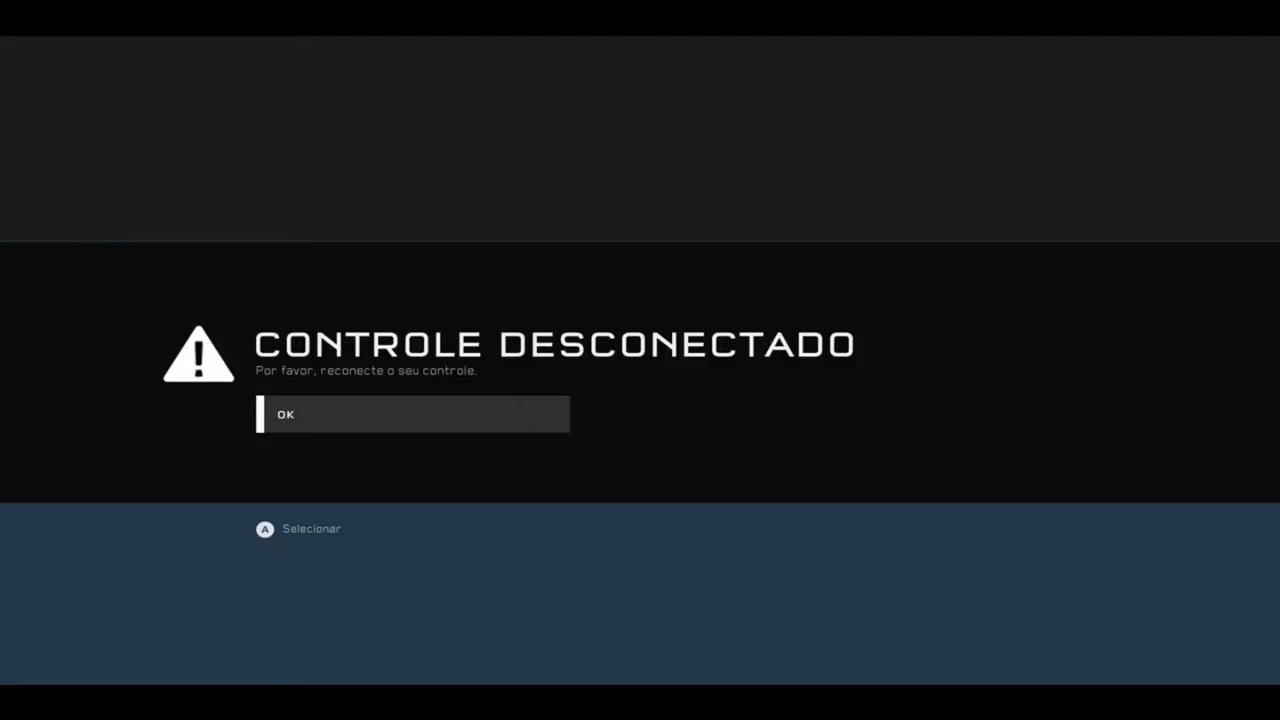 CONTROLE DESCONECTADO
Por favor, reconecte o seu controle.
OK
A Selecionar